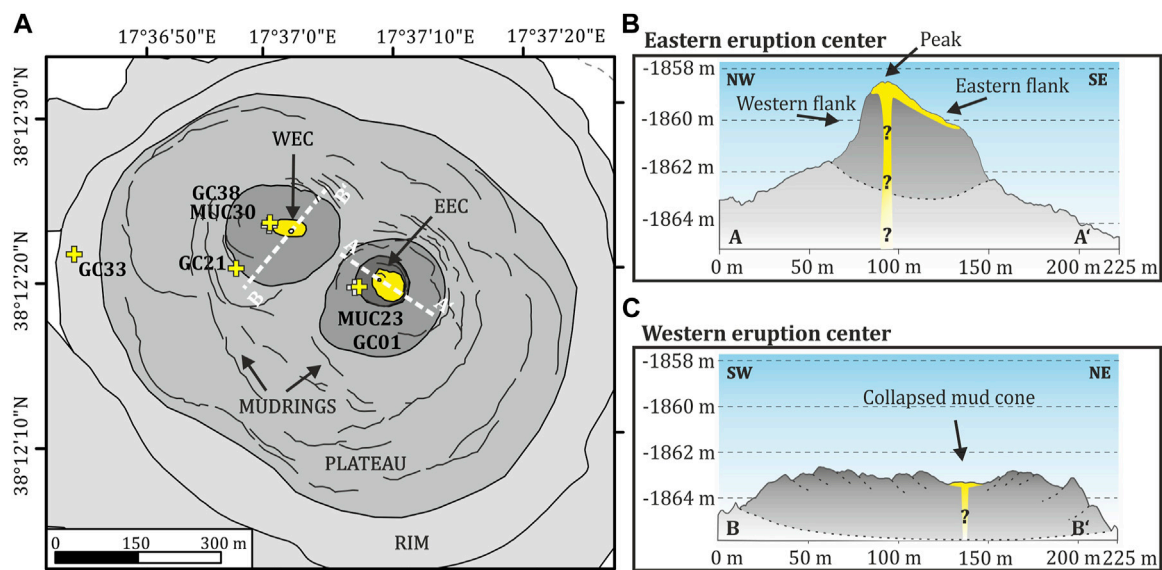 A
17°36'50"E
17°37'0"E
17°37'10"E
17°37'20"E
38°12'30"N
38°12'20"N
38°12'10"N
WEC
GC38
MUC30
B'
EEC
GC33
GC21
A
B
A'
MUC23
GC01
MUDRINGS
PLATEAU
RIM
0 150 300 m
B
Eastern eruption center
Peak
-1858 m
-1860 m
-1862 m
-1864 m
NW
SE
Western flank
Eastern flank
?
?
?
A
A'
0 m 50 m 100 m 150 m 200 m 225 m
C
Western eruption center
-1858 m
-1860 m
-1862 m
-1864 m
SW
NE
Collapsed mud cone
?
B
B'
0 m 50 m 100 m 150 m 200 m 225 m